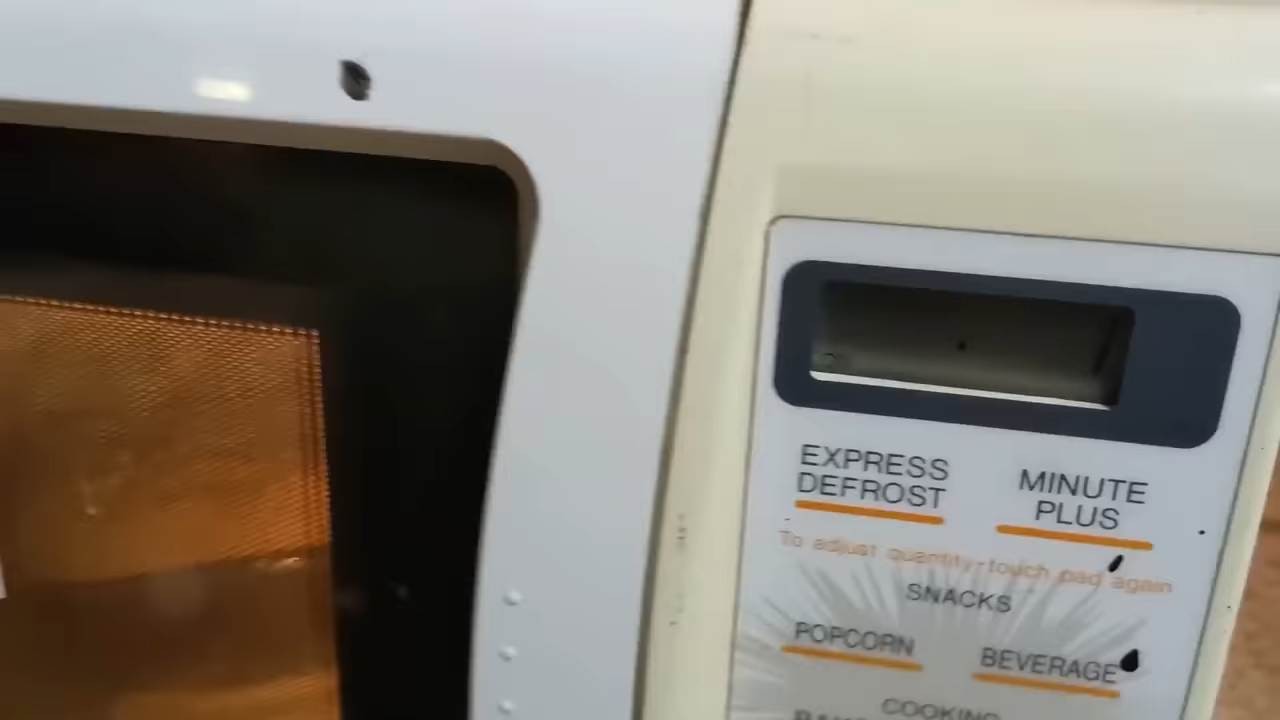 EXPRESS
DEFROST
MINUTE
PLUS
To adjust quantity-touch pad again
SNACKS
POPCORN
BEVERAGE
COOKING